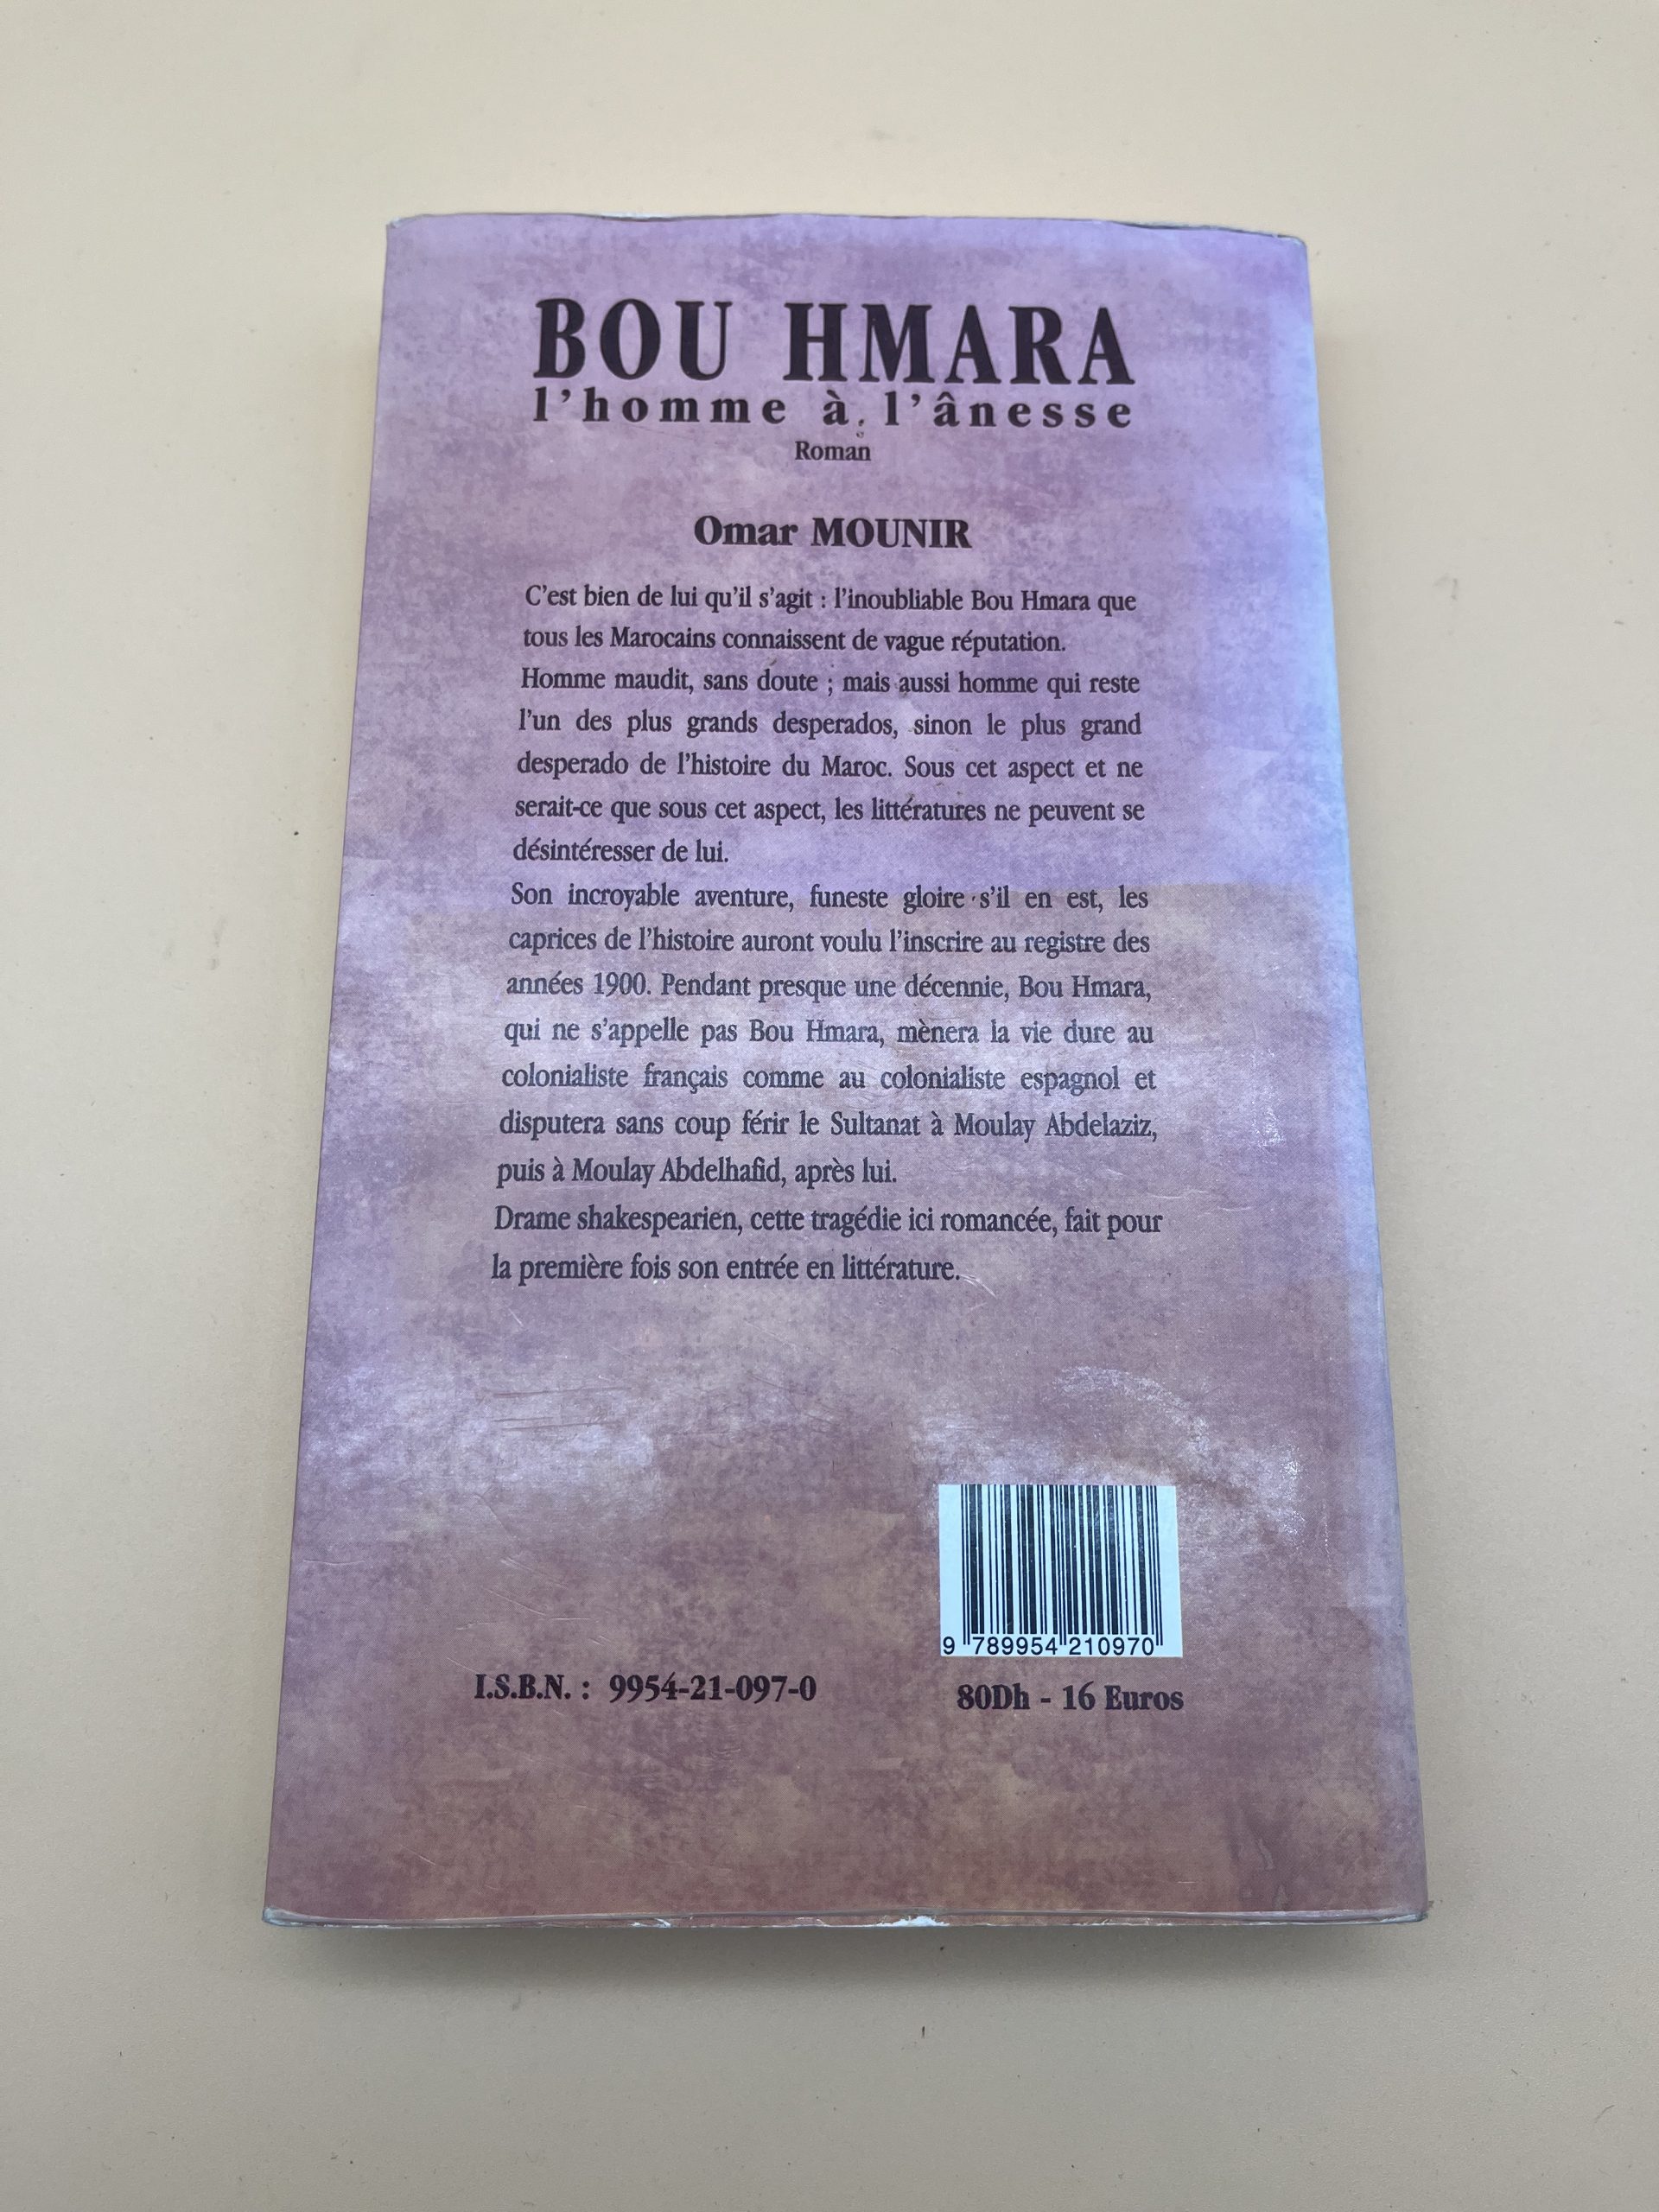 BOU HMARA
l'homme à l'ânesse
Roman
Omar MOUNIR
C'est bien de lui qu'il s'agit : l'inoubliable Bou Hmara que
tous les Marocains connaissent de vague réputation.
Homme maudit, sans doute ; mais aussi homme qui reste
l'un des plus grands desperados, sinon le plus grand
desperado de l'histoire du Maroc. Sous cet aspect et ne
serait-ce que sous cet aspect, les littératures ne peuvent se
désintéresser de lui.
Son incroyable aventure, funeste gloire s'il en est, les
caprices de l'histoire auront voulu l'inscrire au registre des
années 1900. Pendant presque une décennie, Bou Hmara,
qui ne s'appelle pas Bou Hmara, mènera la vie dure au
colonialiste français comme au colonialiste espagnol et
disputera sans coup férir le Sultanat à Moulay Abdelaziz,
puis à Moulay Abdelhafid, après lui.
Drame shakespearien, cette tragédie ici romancée, fait pour
la première fois son entrée en littérature.
9 789954 210970
I.S.B.N. : 9954-21-097-0
80Dh - 16 Euros